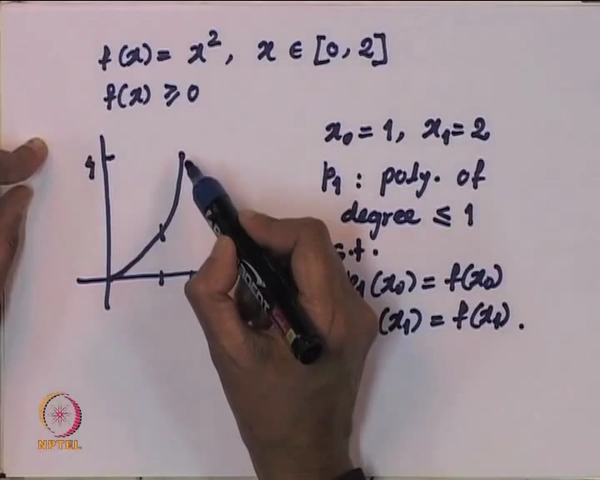 f(x) = x², x ∈ [0, 2]
f(x) ≥ 0
4
x₀ = 1, x₁ = 2
p₁ : poly. of
degree ≤ 1
s.t.
p₁(x₀) = f(x₀)
(x₁) = f(x₁).
NPTEL